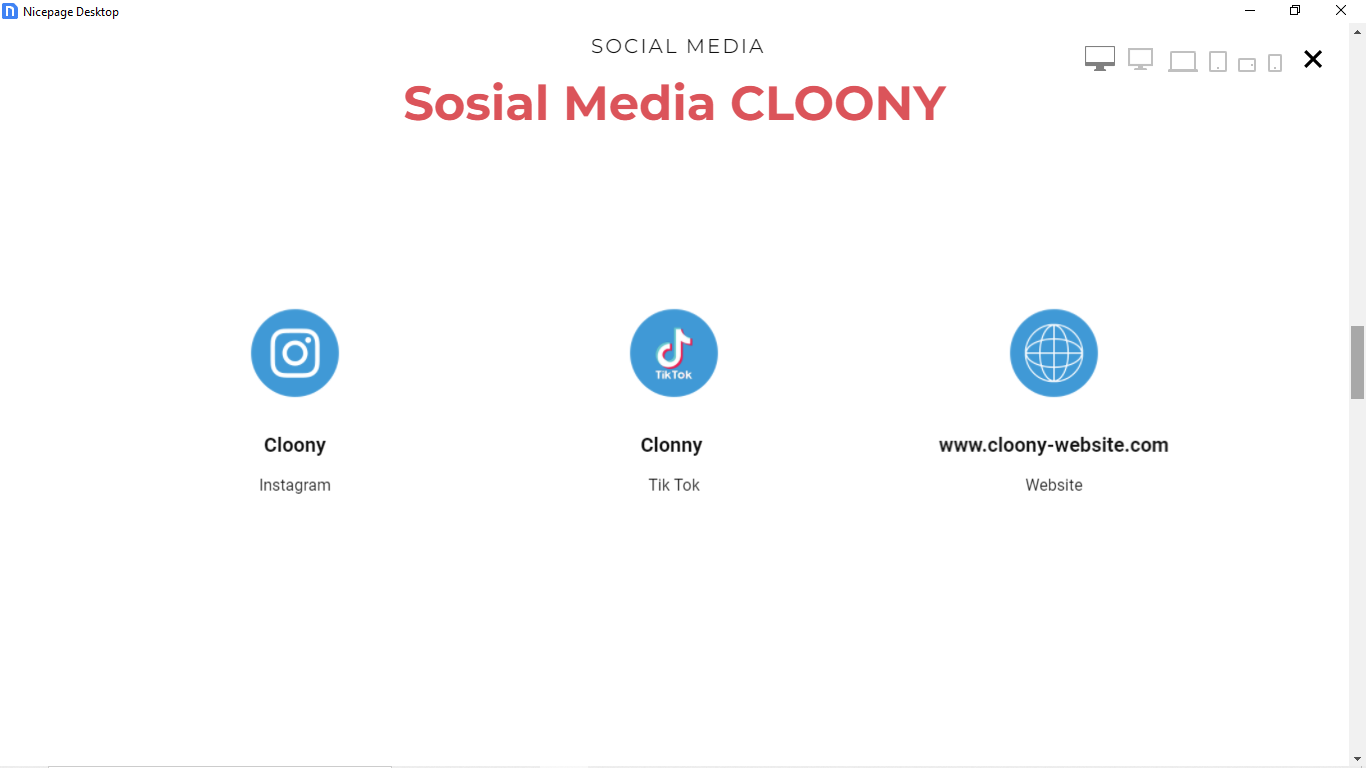 Nicepage Desktop
SOCIAL MEDIA
Sosial Media CLOONY
TikTok
Cloony
Clonny
www.cloony-website.com
Instagram
Tik Tok
Website